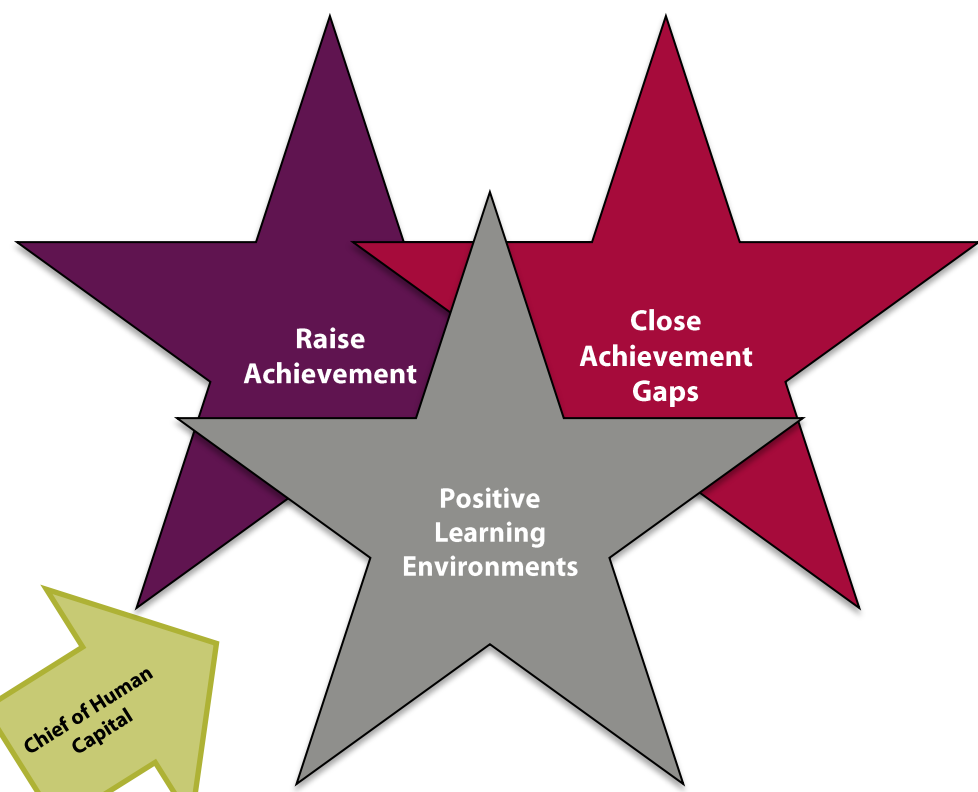 Raise
Achievement
Close
Achievement
Gaps
Positive
Learning
Environments
Chief of Human
Capital